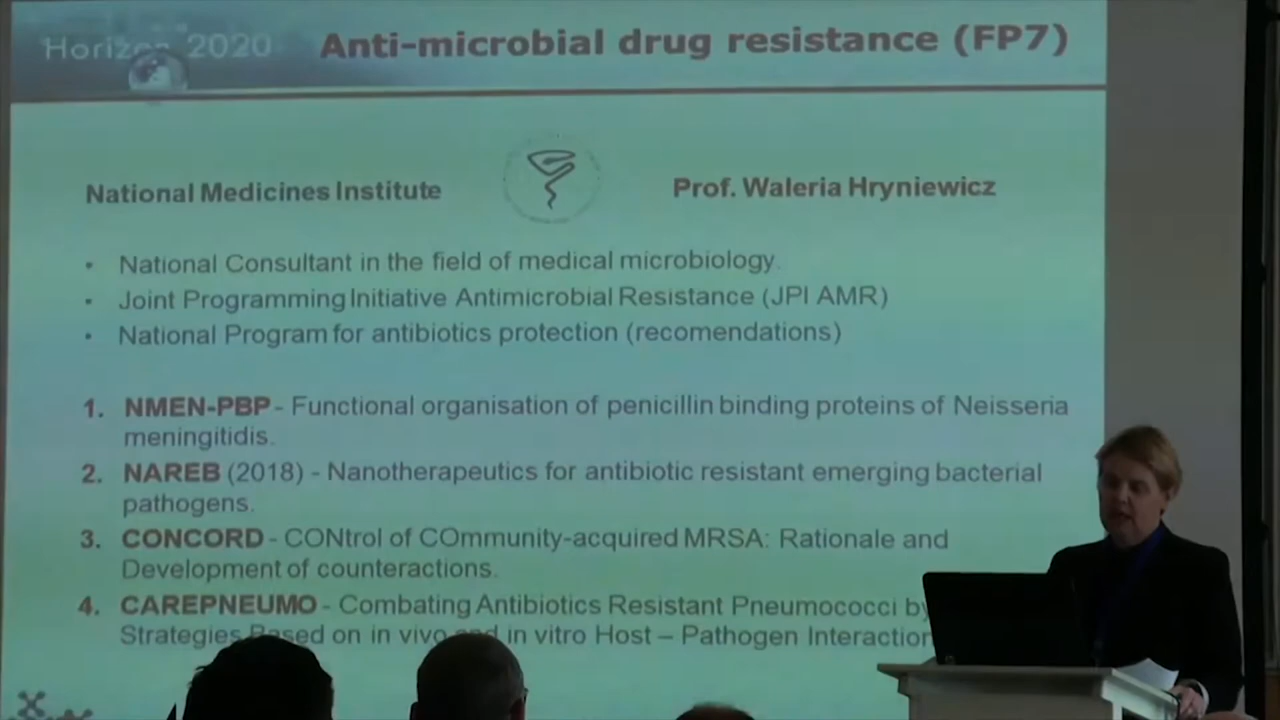 Horizon 2020
Anti-microbial drug resistance (FP7)
National Medicines Institute
Prof. Waleria Hryniewicz
• National Consultant in the field of medical microbiology.
• Joint Programming Initiative Antimicrobial Resistance (JPI AMR)
• National Program for antibiotics protection (recomendations)
1. NMEN-PBP - Functional organisation of penicillin binding proteins of Neisseria
meningitidis.
2. NAREB (2018) - Nanotherapeutics for antibiotic resistant emerging bacterial
pathogens.
3. CONCORD - CONtrol of COmmunity-acquired MRSA: Rationale and
Development of counteractions.
4. CAREPNEUMO - Combating Antibiotics Resistant Pneumococci by
Strategies Based on in vivo and in vitro Host – Pathogen Interaction